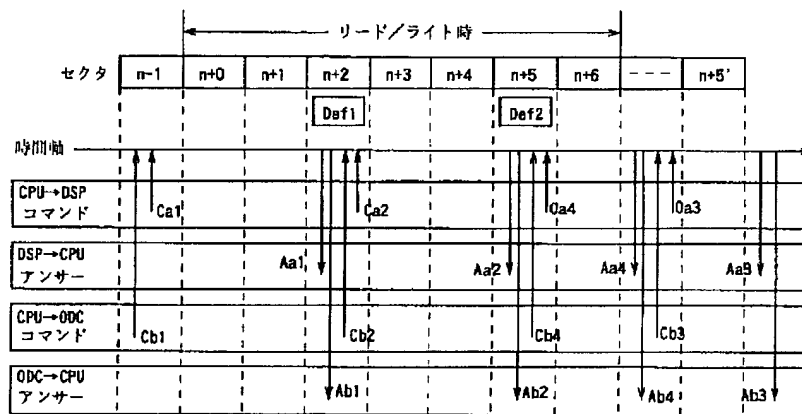 リード/ライト時
セクタ n-1 n+0 n+1 n+2 n+3 n+4 n+5 n+6 --- n+5'
Def1 Def2
時間軸
CPU→DSP
コマンド Ca1 Ca2 Ca4 Ca3
DSP→CPU
アンサー Aa1 Aa2 Aa4 Aa3
CPU→ODC
コマンド Cb1 Cb2 Cb4 Cb3
ODC→CPU
アンサー Ab1 Ab2 Ab4 Ab3